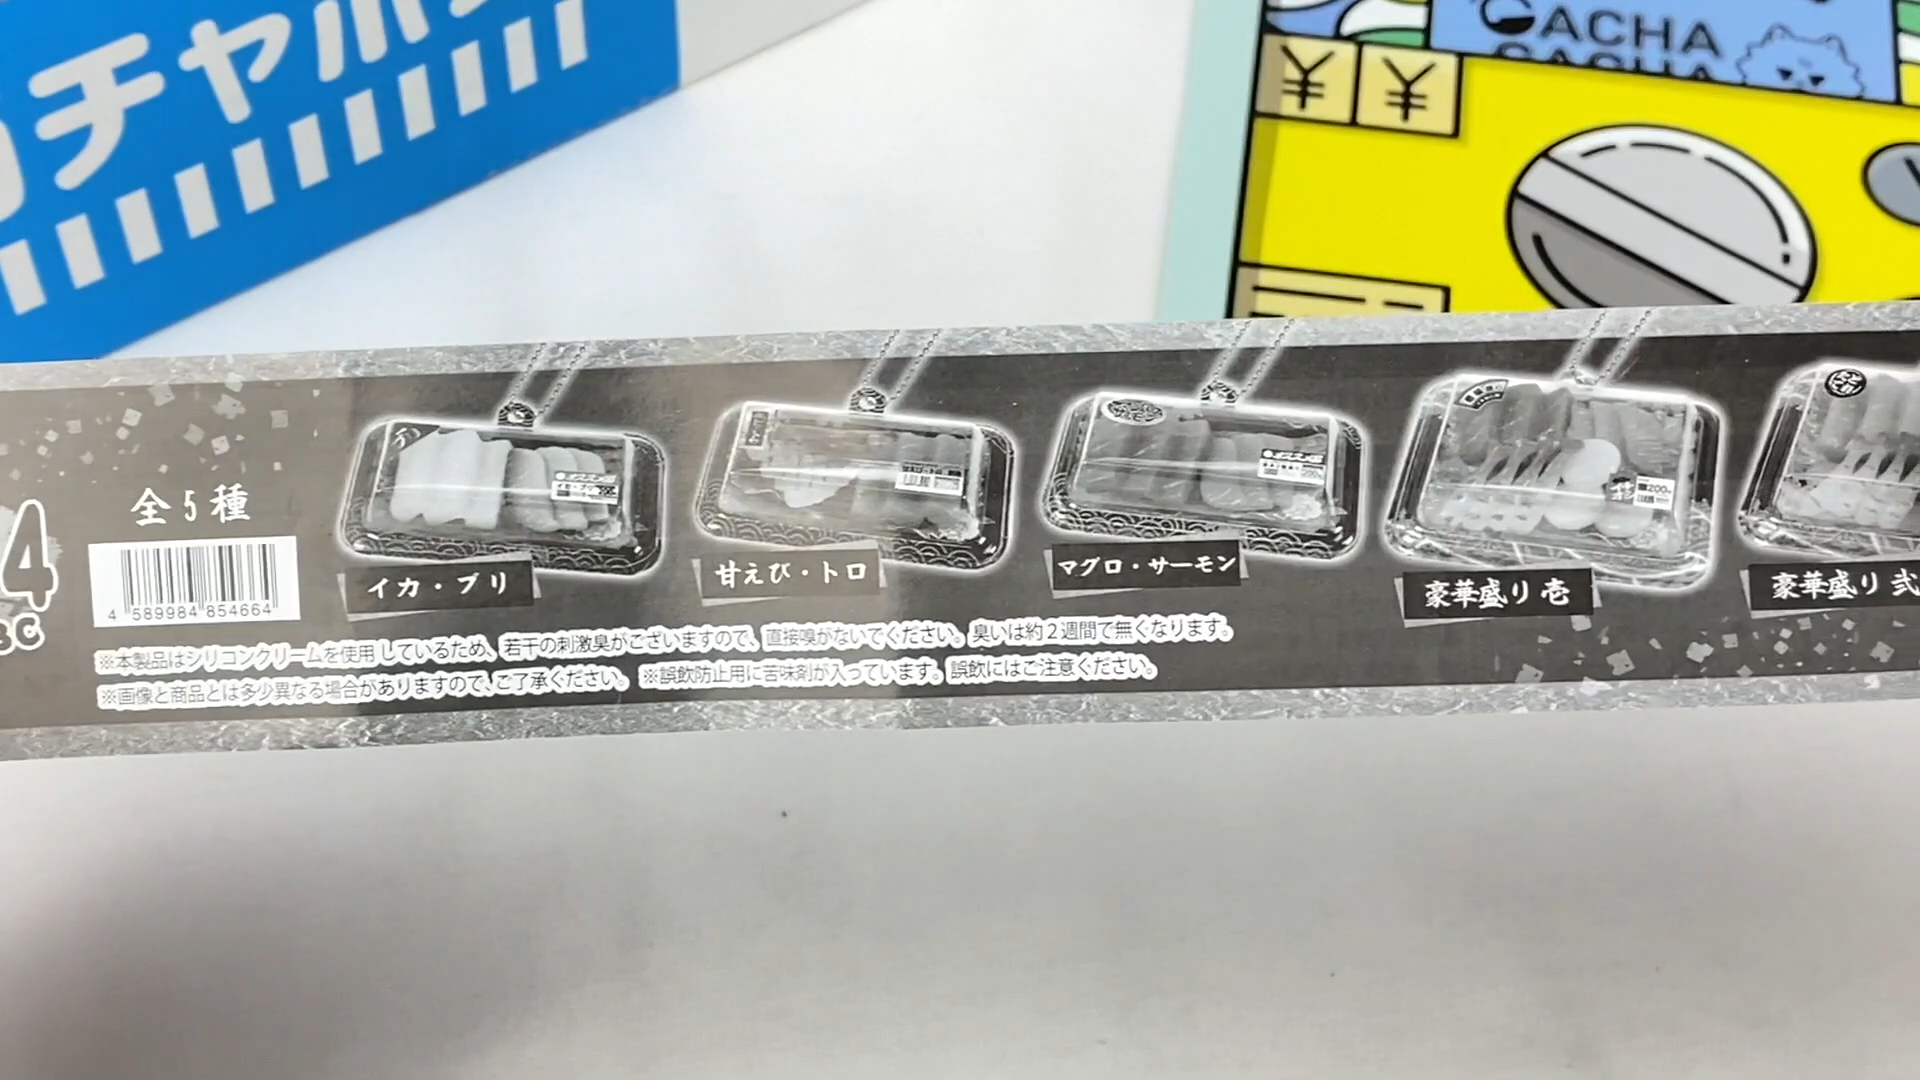 チャポン
GACHA
GACHA
¥ ¥
4
BC
全5種
4 589984 854664
イカ・ブリ
甘えび・トロ
マグロ・サーモン
豪華盛り 壱
豪華盛り 弐
※本製品はシリコンクリームを使用しているため、若干の刺激臭がございますので、直接嗅がないでください。臭いは約2週間で無くなります。
※画像と商品とは多少異なる場合がありますので、ご了承ください。 ※誤飲防止用に苦味剤が入っています。誤飲にはご注意ください。